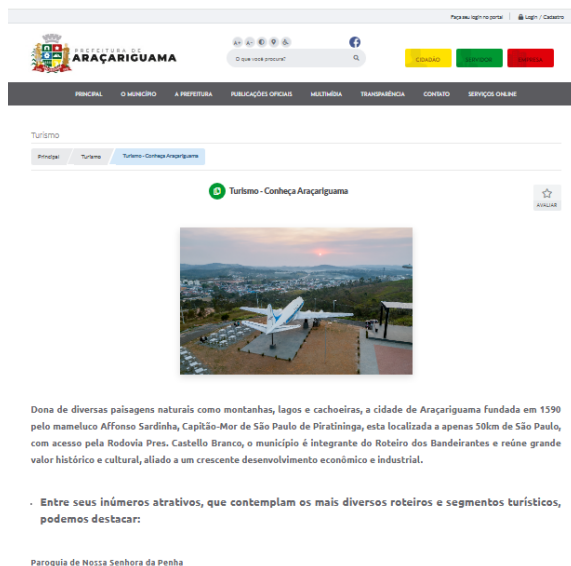 Faça seu login no portal
Login / Cadastro
PREFEITURA DE
ARAÇARIGUAMA
A+ A-
O que você procura?
CIDADÃO
SERVIDOR
EMPRESA
PRINCIPAL O MUNICÍPIO A PREFEITURA PUBLICAÇÕES OFICIAIS MULTIMÍDIA TRANSPARÊNCIA CONTATO SERVIÇOS ONLINE
Turismo
Principal Turismo Turismo - Conheça Araçariguama
Turismo - Conheça Araçariguama
AVALIAR
Dona de diversas paisagens naturais como montanhas, lagos e cachoeiras, a cidade de Araçariguama fundada em 1590
pelo mameluco Affonso Sardinha, Capitão-Mor de São Paulo de Piratininga, esta localizada a apenas 50km de São Paulo,
com acesso pela Rodovia Pres. Castello Branco, o município é integrante do Roteiro dos Bandeirantes e reúne grande
valor histórico e cultural, aliado a um crescente desenvolvimento econômico e industrial.
• Entre seus inúmeros atrativos, que contemplam os mais diversos roteiros e segmentos turísticos,
podemos destacar:
Paroquia de Nossa Senhora da Penha